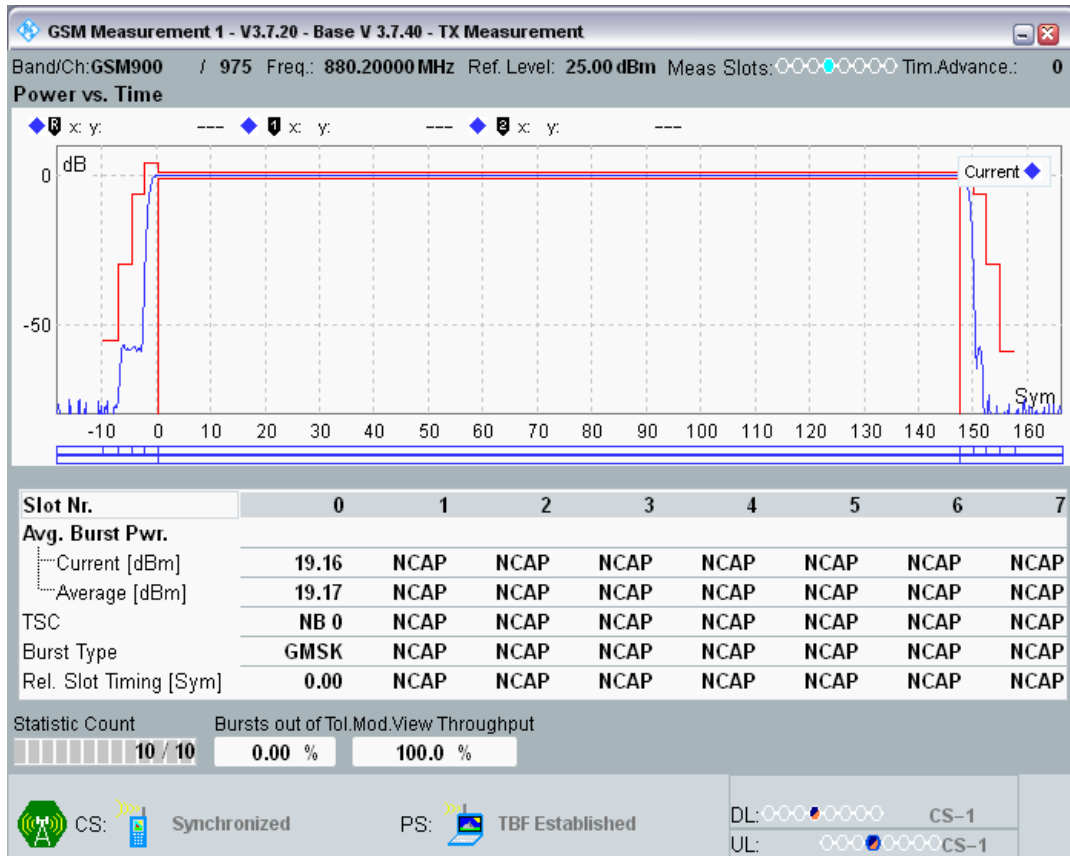 GSM Measurement 1 - V3.7.20 - Base V 3.7.40 - TX Measurement
Band/Ch:GSM900 / 975 Freq.: 880.20000 MHz Ref. Level: 25.00 dBm Meas Slots: Tim.Advance.: 0
Power vs. Time
R x: y: --- 1 x: y: --- 2 x: y: ---
dB
Current
0
-50
Sym
-10 0 10 20 30 40 50 60 70 80 90 100 110 120 130 140 150 160
Slot Nr. 0 1 2 3 4 5 6 7
Avg. Burst Pwr.
Current [dBm] 19.16 NCAP NCAP NCAP NCAP NCAP NCAP NCAP
Average [dBm] 19.17 NCAP NCAP NCAP NCAP NCAP NCAP NCAP
TSC NB 0 NCAP NCAP NCAP NCAP NCAP NCAP NCAP
Burst Type GMSK NCAP NCAP NCAP NCAP NCAP NCAP NCAP
Rel. Slot Timing [Sym] 0.00 NCAP NCAP NCAP NCAP NCAP NCAP NCAP
Statistic Count Bursts out of Tol.Mod.View Throughput
10 / 10 0.00 % 100.0 %
CS: Synchronized PS: TBF Established
DL: CS-1
UL: CS-1